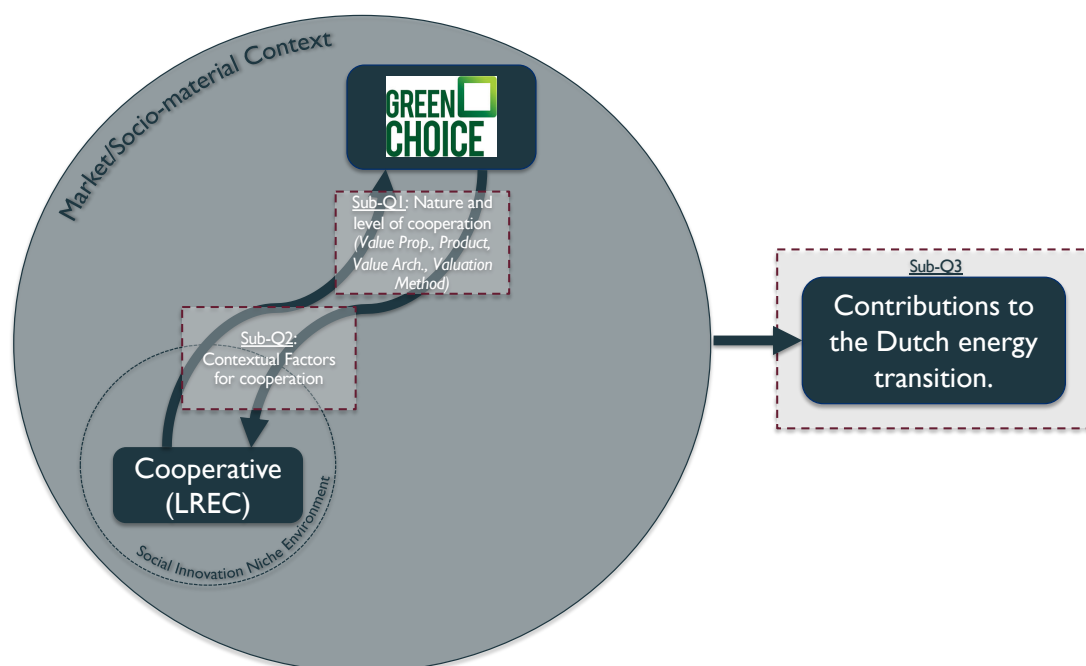 Market/Socio-material Context
GREEN
CHOICE
Sub-Q1: Nature and
level of cooperation
(Value Prop., Product,
Value Arch., Valuation
Method)
Sub-Q2:
Contextual Factors
for cooperation
Cooperative
(LREC)
Social Innovation Niche Environment
Sub-Q3
Contributions to
the Dutch energy
transition.